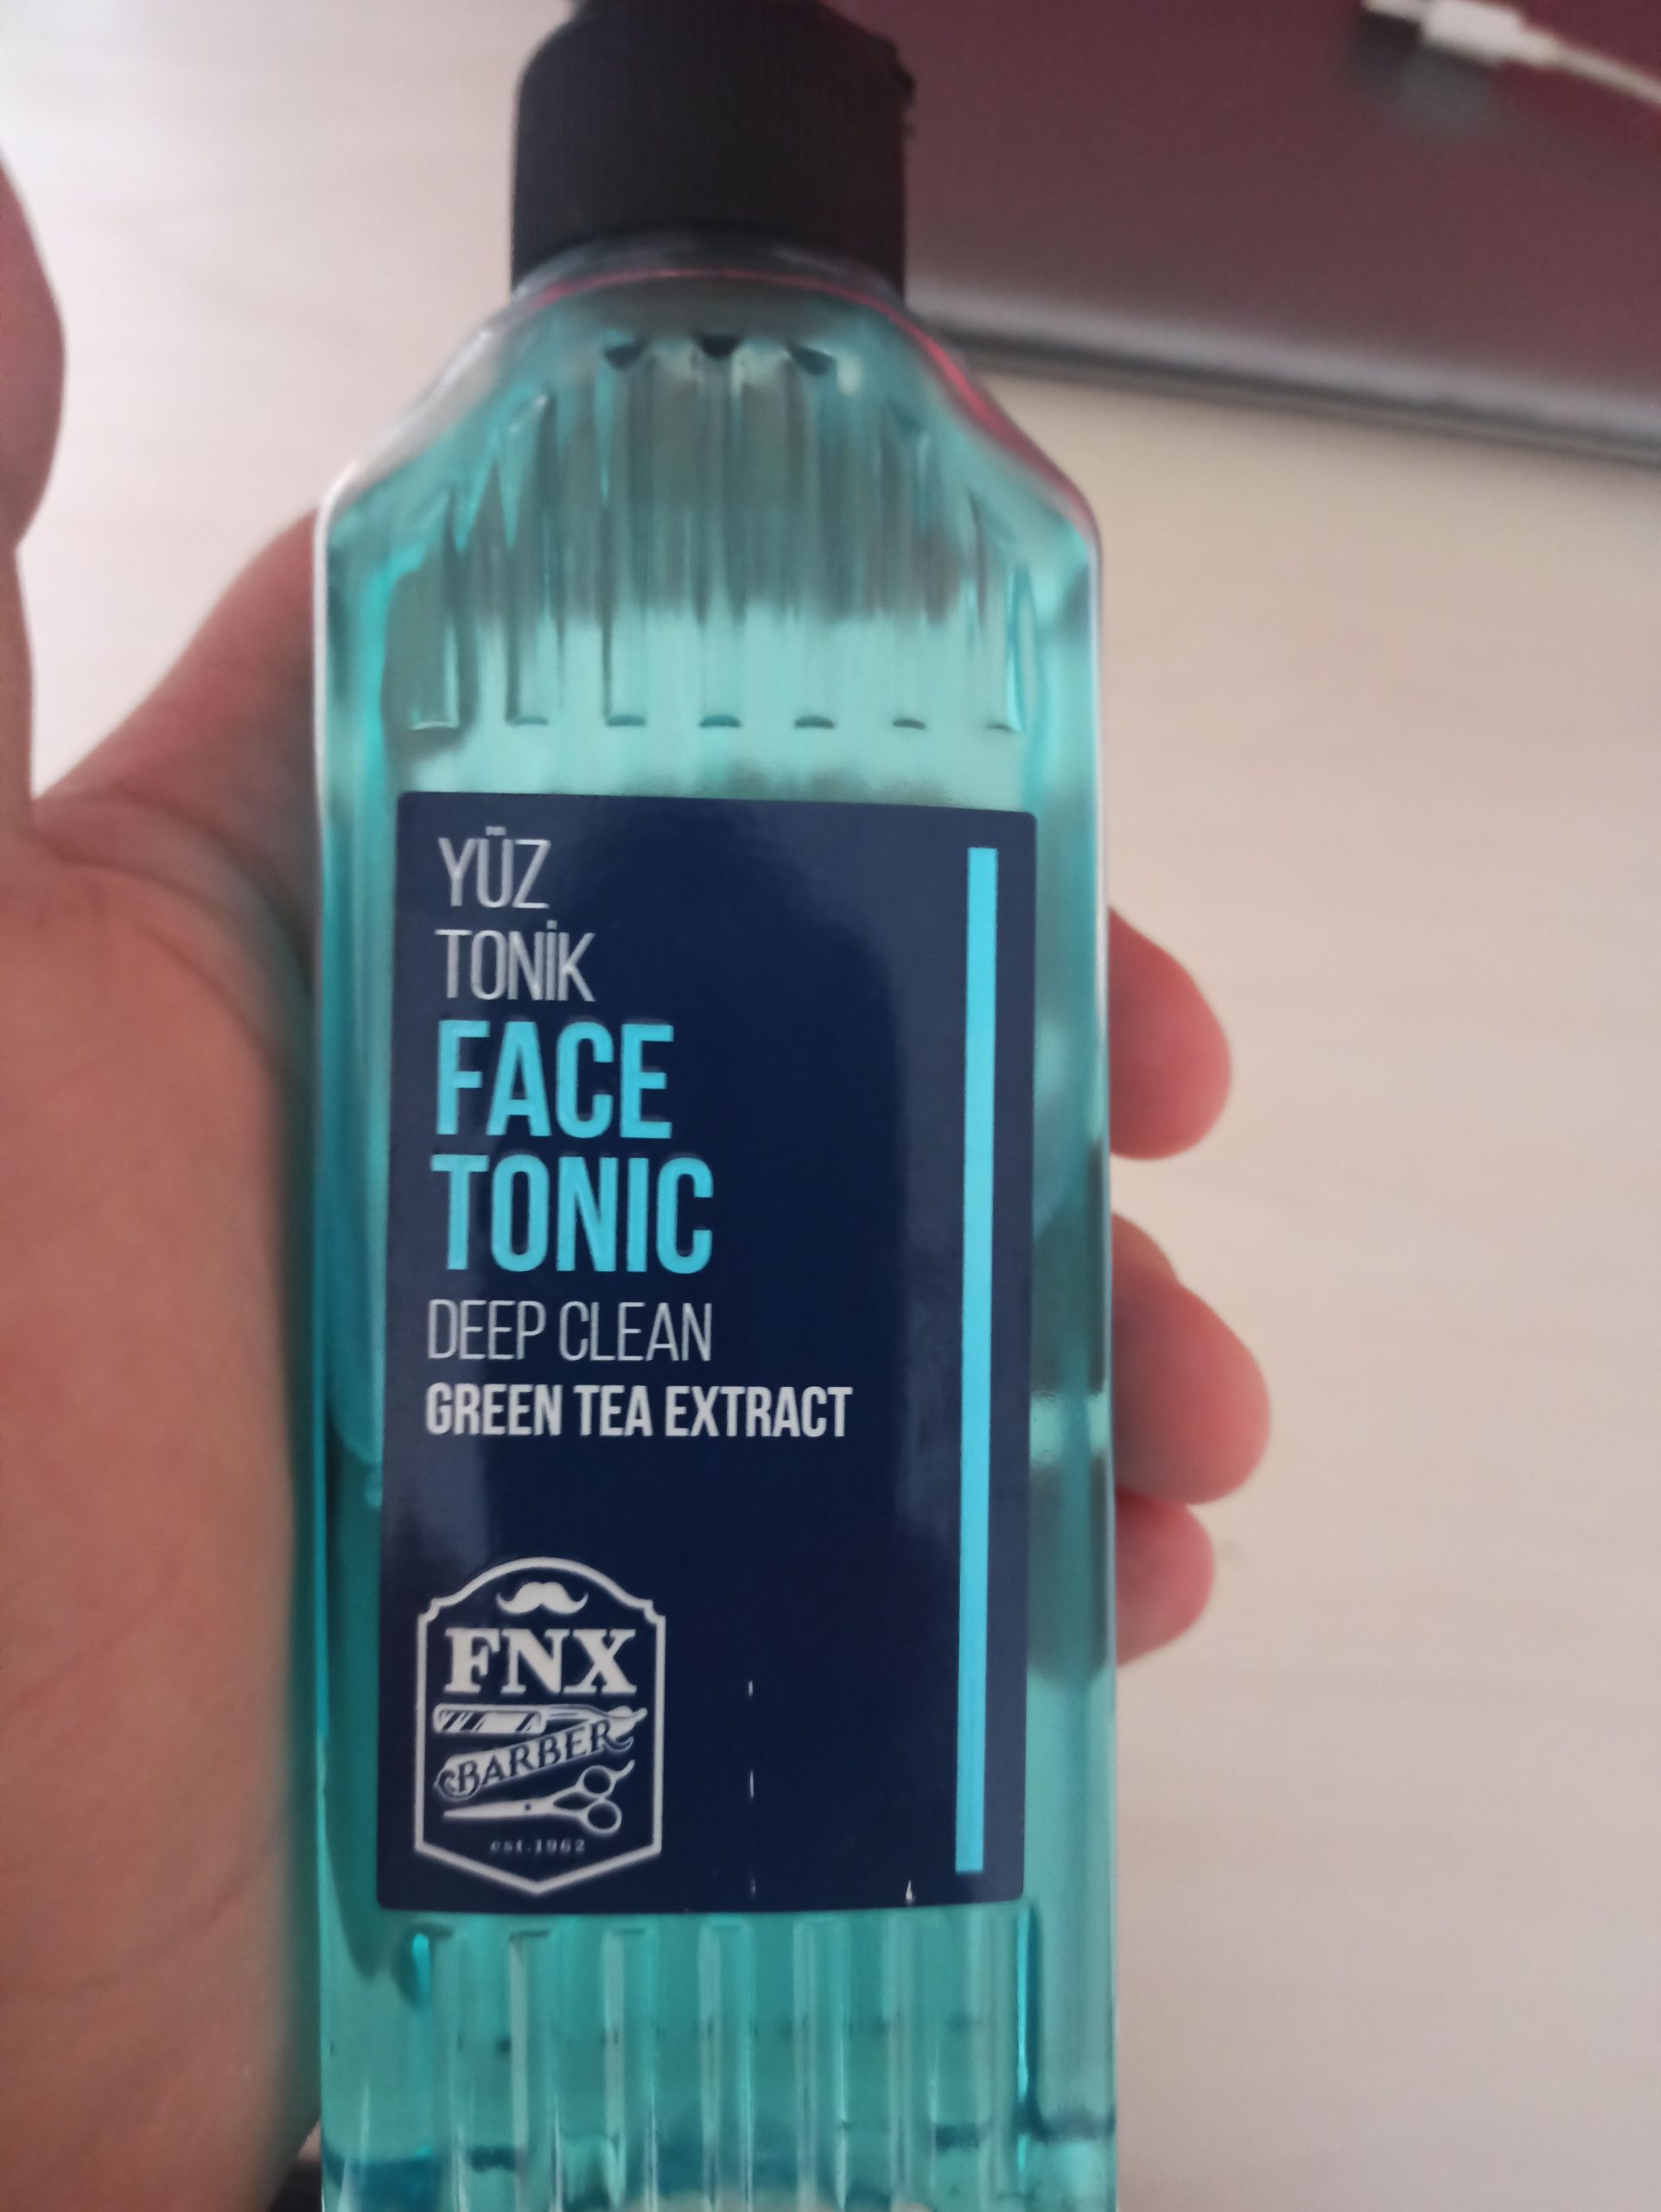 YÜZ
TONİK
FACE
TONIC
DEEP CLEAN
GREEN TEA EXTRACT
FNX
BARBER
est.1962